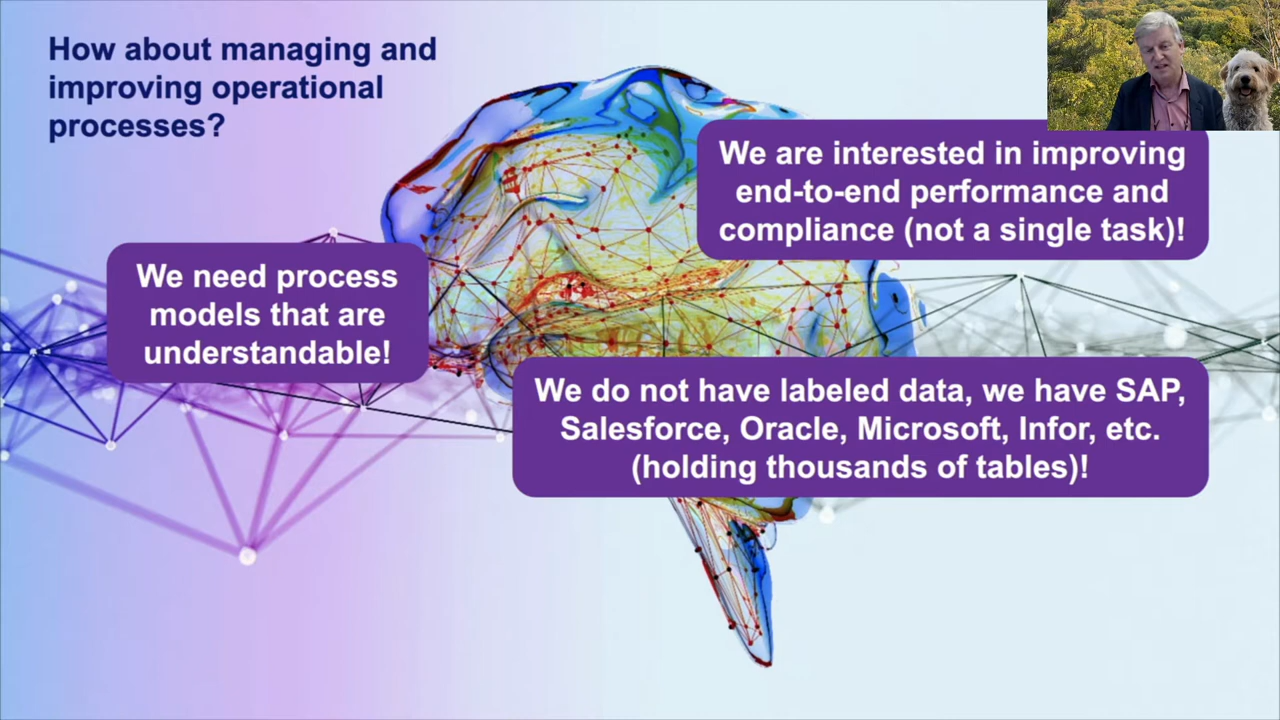 How about managing and
improving operational
processes?
We are interested in improving
end-to-end performance and
compliance (not a single task)!
We need process
models that are
understandable!
We do not have labeled data, we have SAP,
Salesforce, Oracle, Microsoft, Infor, etc.
(holding thousands of tables)!